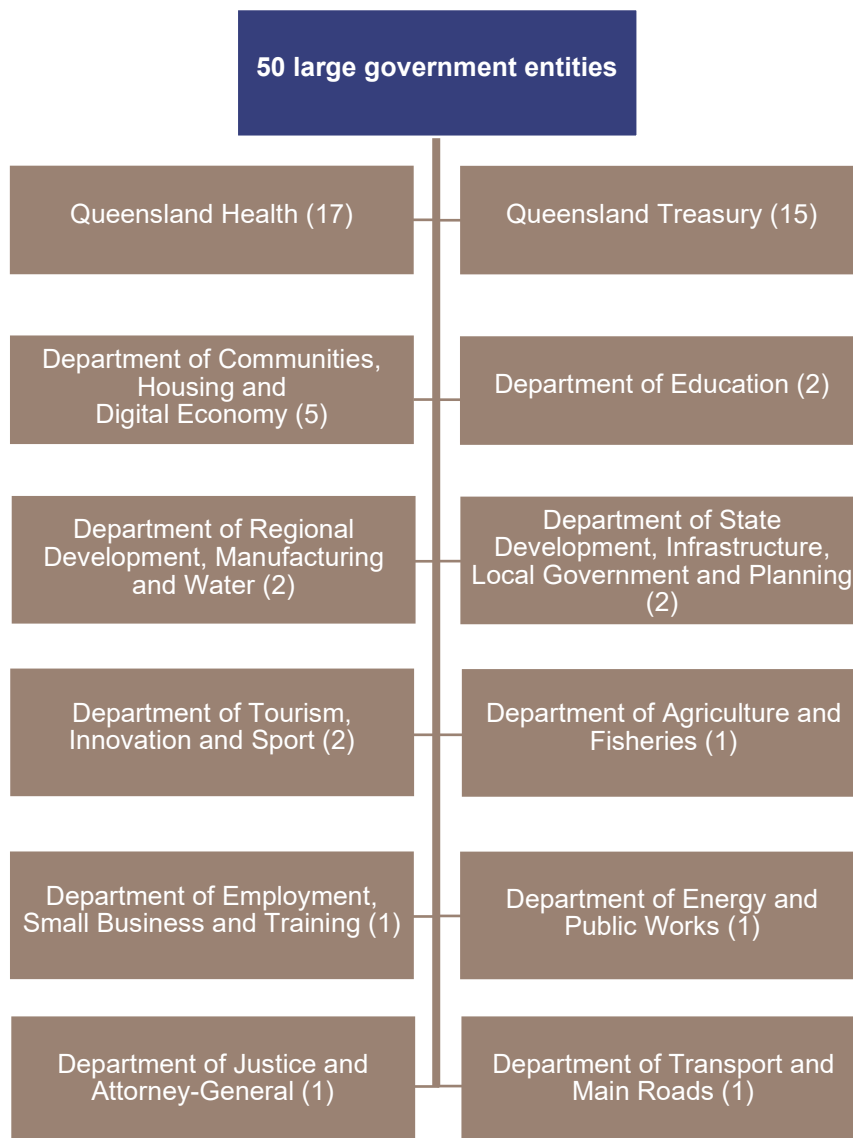 50 large government entities
Queensland Health (17)
Queensland Treasury (15)
Department of Communities,
Housing and
Digital Economy (5)
Department of Education (2)
Department of Regional
Development, Manufacturing
and Water (2)
Department of State
Development, Infrastructure,
Local Government and Planning
(2)
Department of Tourism,
Innovation and Sport (2)
Department of Agriculture and
Fisheries (1)
Department of Employment,
Small Business and Training (1)
Department of Energy and
Public Works (1)
Department of Justice and
Attorney-General (1)
Department of Transport and
Main Roads (1)